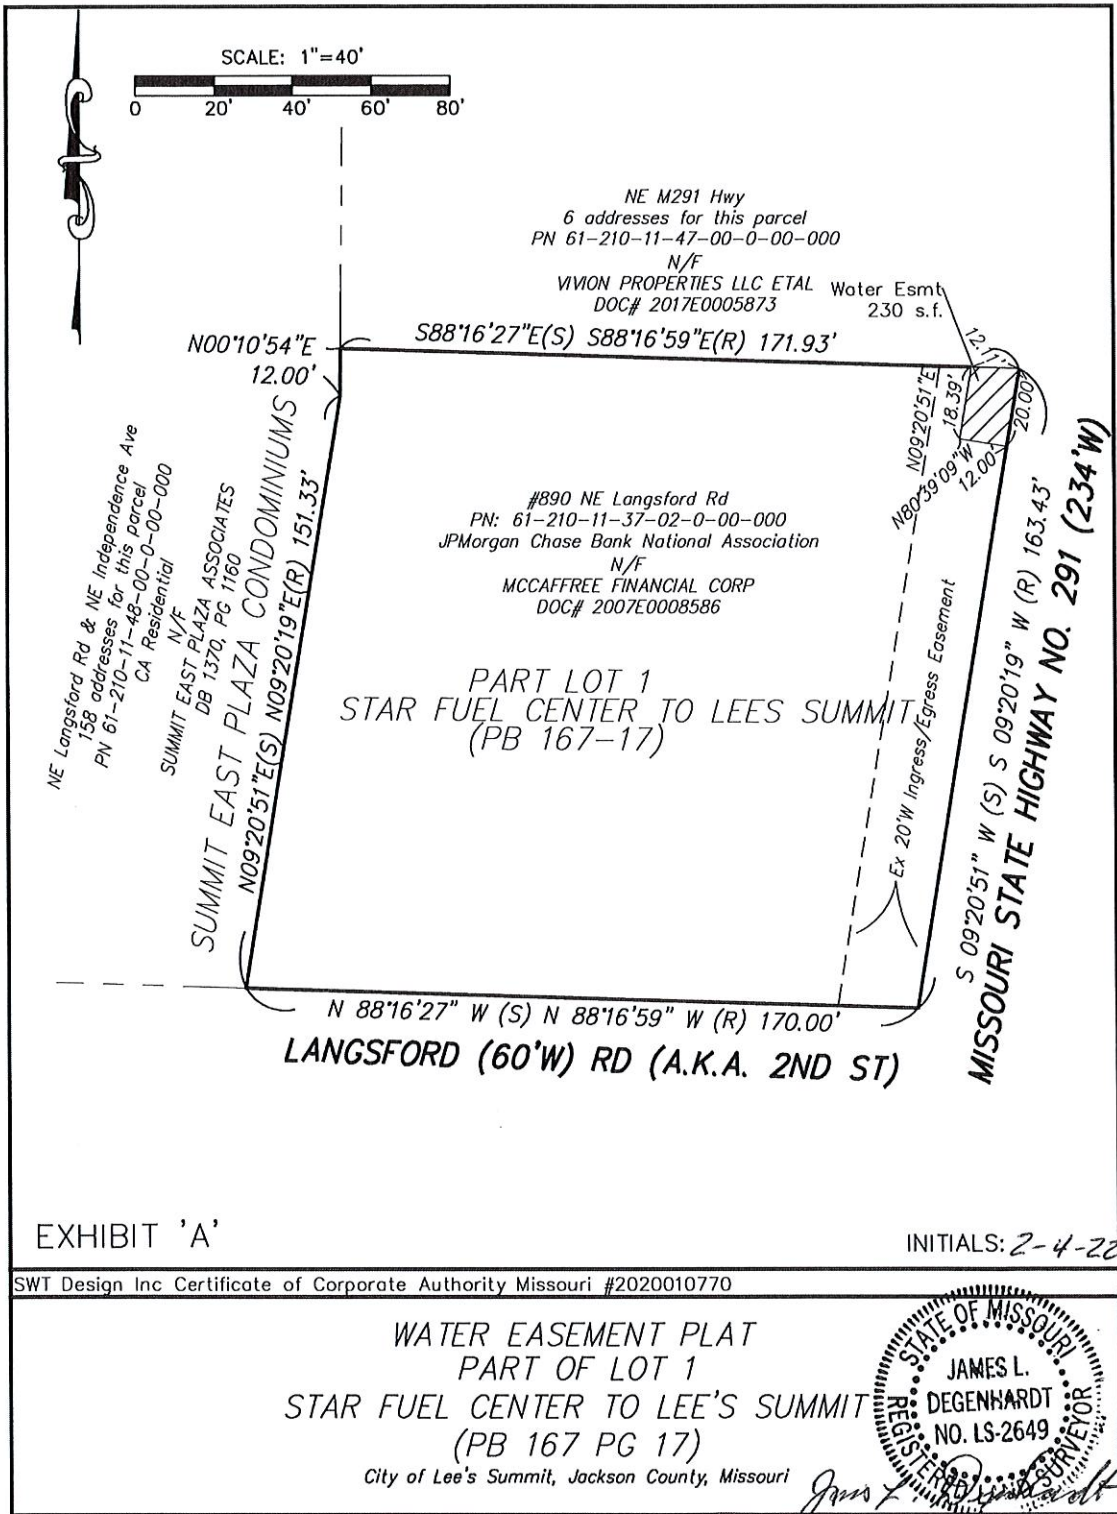 SCALE: 1"=40'
0 20' 40' 60' 80'
NE M291 Hwy
6 addresses for this parcel
PN 61-210-11-47-00-0-00-000
N/F
VIVION PROPERTIES LLC ETAL
DOC# 2017E0005873
Water Esmt
230 s.f.
N00°10'54"E
12.00'
S88°16'27"E(S) S88°16'59"E(R) 171.93'
12.11'
N09°20'51"E
18.39'
20.00'
N80°39'09"W
12.00'
NE Langsford Rd & NE Independence Ave
158 addresses for this parcel
PN 61-210-11-48-00-0-00-000
CA Residential
N/F
SUMMIT EAST PLAZA ASSOCIATES
DB 1370, PG 1160
SUMMIT EAST PLAZA CONDOMINIUMS
N09°20'51"E(S) N09°20'19"E(R) 151.33'
#890 NE Langsford Rd
PN: 61-210-11-37-02-0-00-000
JPMorgan Chase Bank National Association
N/F
MCCAFFREE FINANCIAL CORP
DOC# 2007E0008586
PART LOT 1
STAR FUEL CENTER TO LEES SUMMIT
(PB 167-17)
Ex 20'W Ingress/Egress Easement
S 09°20'51" W (S) S 09°20'19" W (R) 163.43'
MISSOURI STATE HIGHWAY NO. 291 (234'W)
N 88°16'27" W (S) N 88°16'59" W (R) 170.00'
LANGSFORD (60'W) RD (A.K.A. 2ND ST)
EXHIBIT 'A'
INITIALS: 2-4-22
SWT Design Inc Certificate of Corporate Authority Missouri #2020010770
WATER EASEMENT PLAT
PART OF LOT 1
STAR FUEL CENTER TO LEE'S SUMMIT
(PB 167 PG 17)
City of Lee's Summit, Jackson County, Missouri
STATE OF MISSOURI
JAMES L.
DEGENHARDT
NO. LS-2649
REGISTERED LAND SURVEYOR